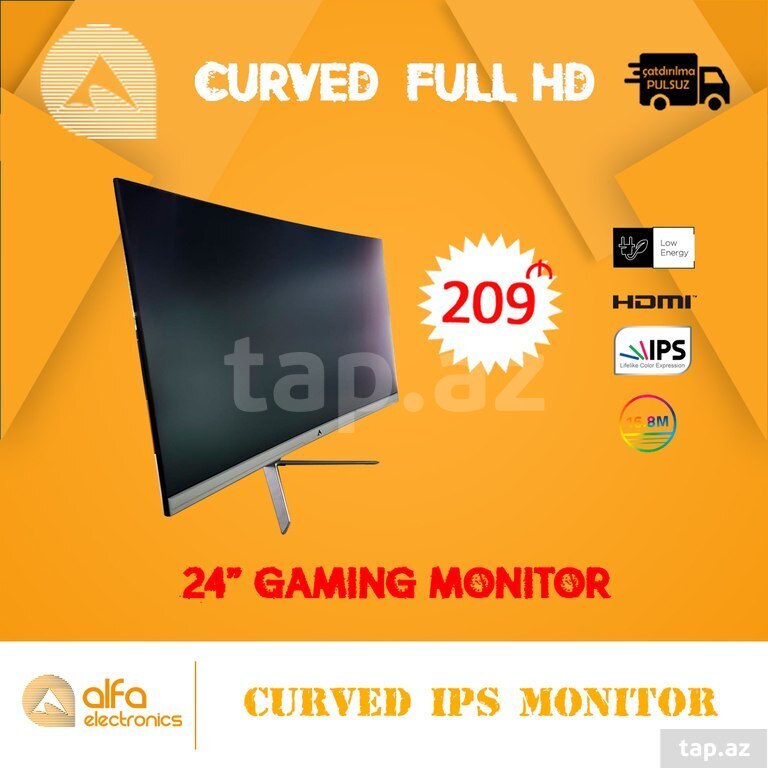 CURVED FULL HD
çatdırılma
PULSUZ
209₼
Low
Energy
HDMI™
IPS
Lifelike Color Expression
16.8M
tap.az
24” GAMING MONITOR
alfa
electronics
CURVED IPS MONITOR
tap.az